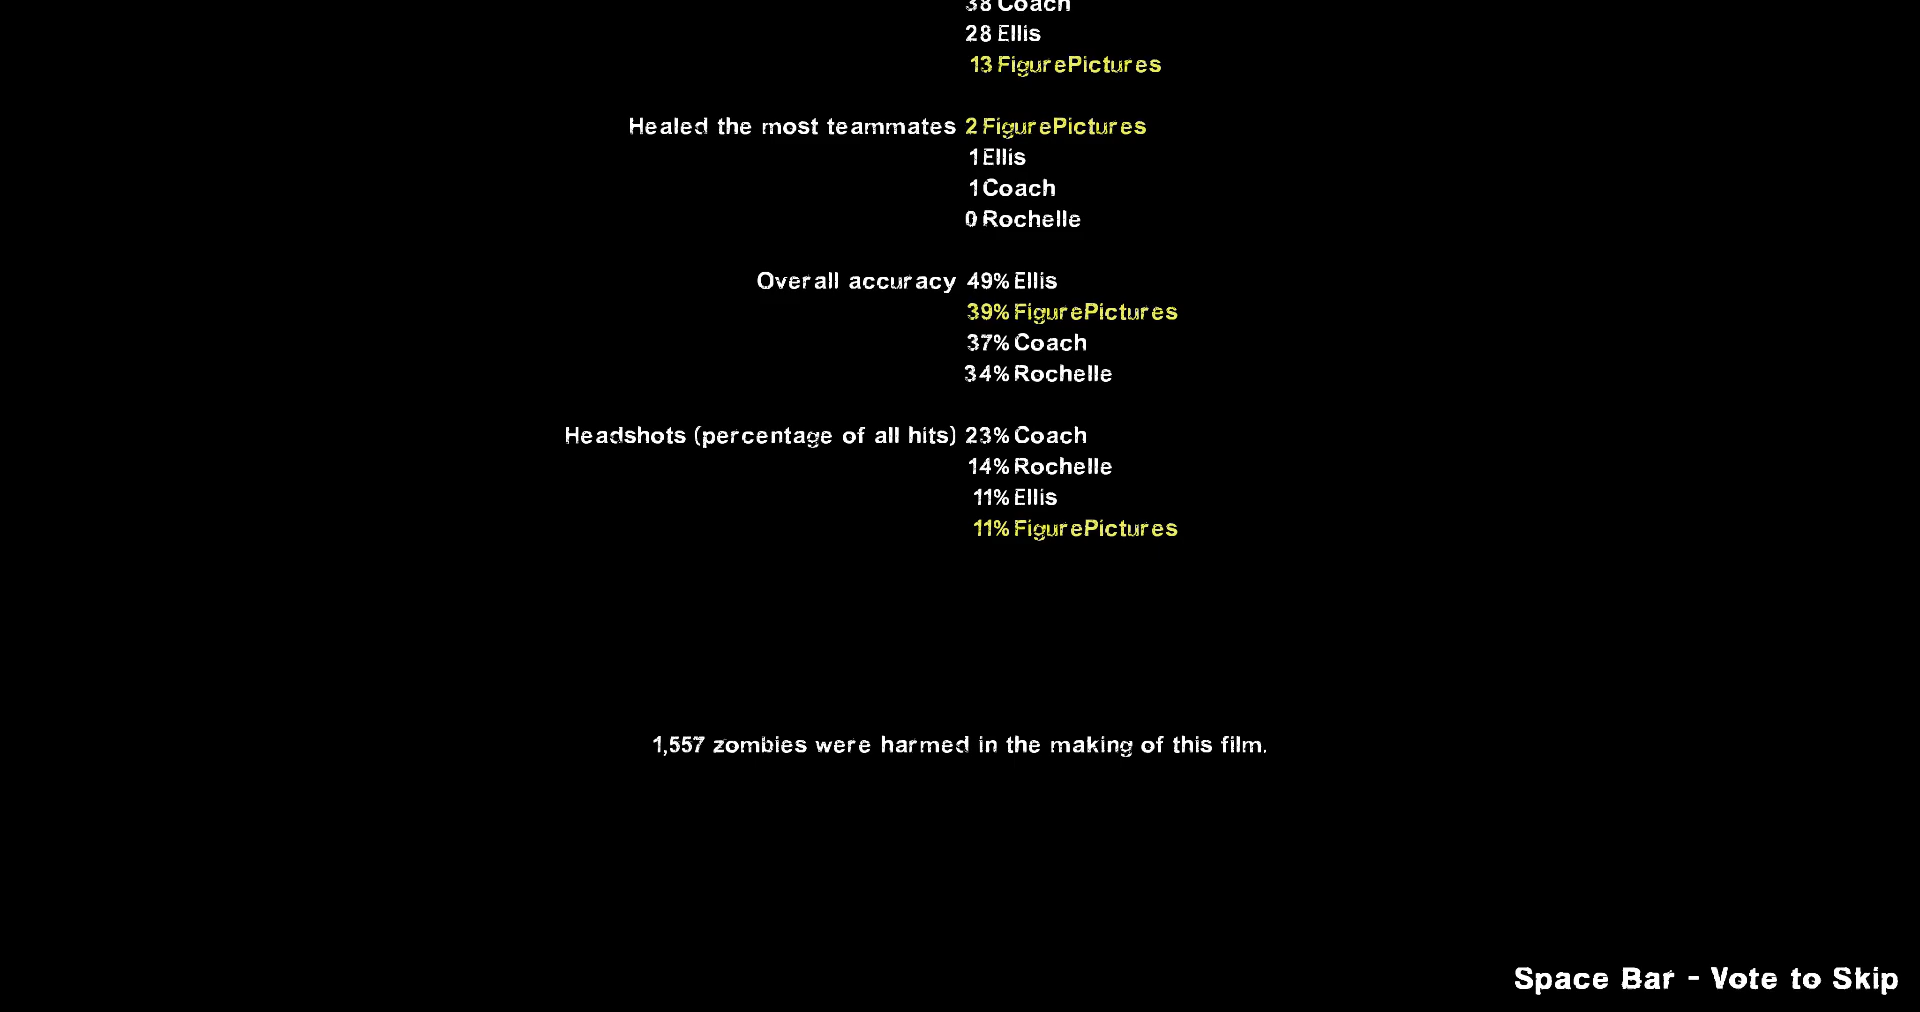 38 Coach
28 Ellis
13 FigurePictures
Healed the most teammates 2 FigurePictures
1 Ellis
1 Coach
0 Rochelle
Overall accuracy 49% Ellis
39% FigurePictures
37% Coach
34% Rochelle
Headshots (percentage of all hits) 23% Coach
14% Rochelle
11% Ellis
11% FigurePictures
1,557 zombies were harmed in the making of this film.
Space Bar - Vote to Skip